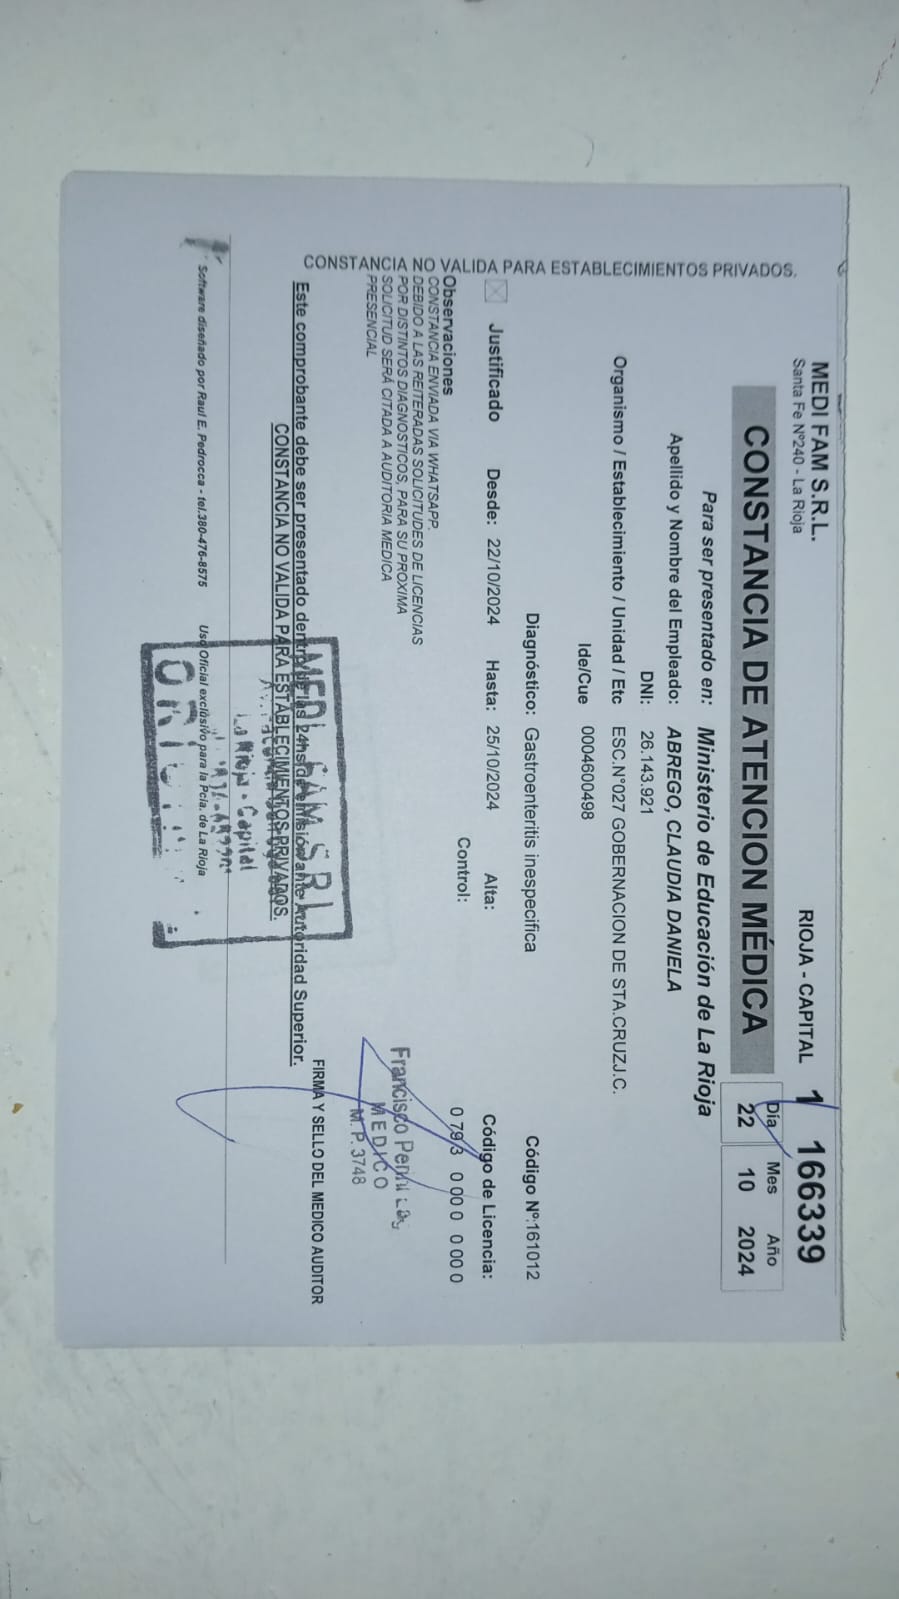 MEDI FAM S.R.L.
Santa Fe Nº240 - La Rioja
RIOJA - CAPITAL 1 166339
CONSTANCIA DE ATENCION MÉDICA
Día Mes Año
22 10 2024
Para ser presentado en: Ministerio de Educación de La Rioja
Apellido y Nombre del Empleado: ABREGO, CLAUDIA DANIELA
DNI: 26.143.921
Organismo / Establecimiento / Unidad / Etc ESC.N°027 GOBERNACION DE STA.CRUZJ.C.
Ide/Cue 0004600498
Diagnóstico: Gastroenteritis inespecifica Código Nº:161012
Justificado Desde: 22/10/2024 Hasta: 25/10/2024 Alta: Código de Licencia:
Control: 0 79 3 0 00 0 0 00 0
Observaciones
CONSTANCIA ENVIADA VIA WHATSAPP.
DEBIDO A LAS REITERADAS SOLICITUDES DE LICENCIAS
POR DISTINTOS DIAGNOSTICOS, PARA SU PROXIMA
SOLICITUD SERÁ CITADA A AUDITORIA MEDICA
PRESENCIAL
Francisco
MEDICO
M.P. 3748
FIRMA Y SELLO DEL MEDICO AUDITOR
Este comprobante debe ser presentado dentro de las 24hs de emisión ante Autoridad Superior.
CONSTANCIA NO VALIDA PARA ESTABLECIMIENTOS PRIVADOS.
MEDI FAM S.R.L.
La Rioja - Capital
Software diseñado por Raul E. Pedrocca - tel.380-476-8575 Uso Oficial exclusivo para la Pcia. de La Rioja
CONSTANCIA NO VALIDA PARA ESTABLECIMIENTOS PRIVADOS.